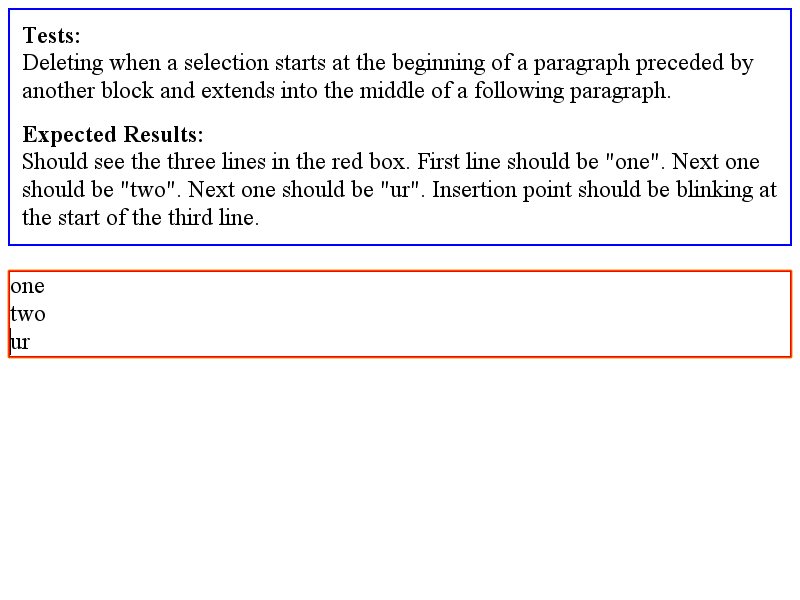 Tests:
Deleting when a selection starts at the beginning of a paragraph preceded by
another block and extends into the middle of a following paragraph.
Expected Results:
Should see the three lines in the red box. First line should be "one". Next one
should be "two". Next one should be "ur". Insertion point should be blinking at
the start of the third line.
one
two
ur